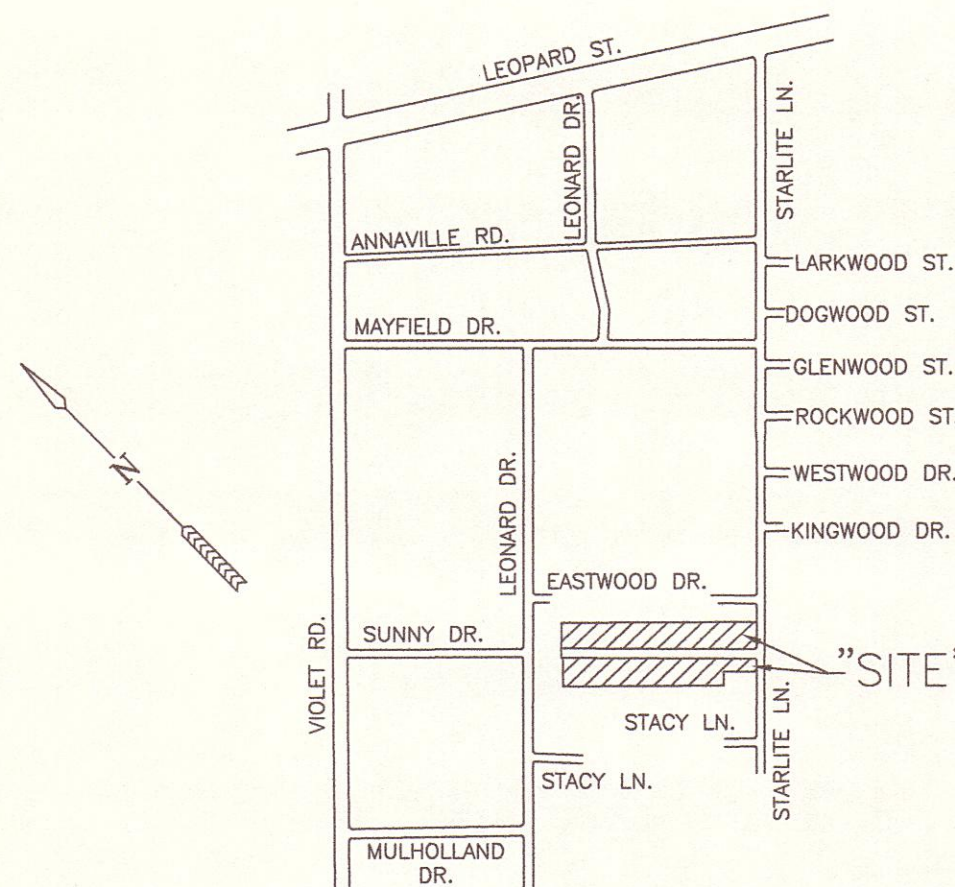 LEOPARD ST.
LEONARD DR.
STARLITE LN.
ANNAVILLE RD.
LARKWOOD ST.
DOGWOOD ST.
MAYFIELD DR.
GLENWOOD ST.
ROCKWOOD ST.
N
WESTWOOD DR.
LEONARD DR.
KINGWOOD DR.
EASTWOOD DR.
VIOLET RD.
SUNNY DR.
"SITE"
STACY LN.
STARLITE LN.
STACY LN.
MULHOLLAND
DR.